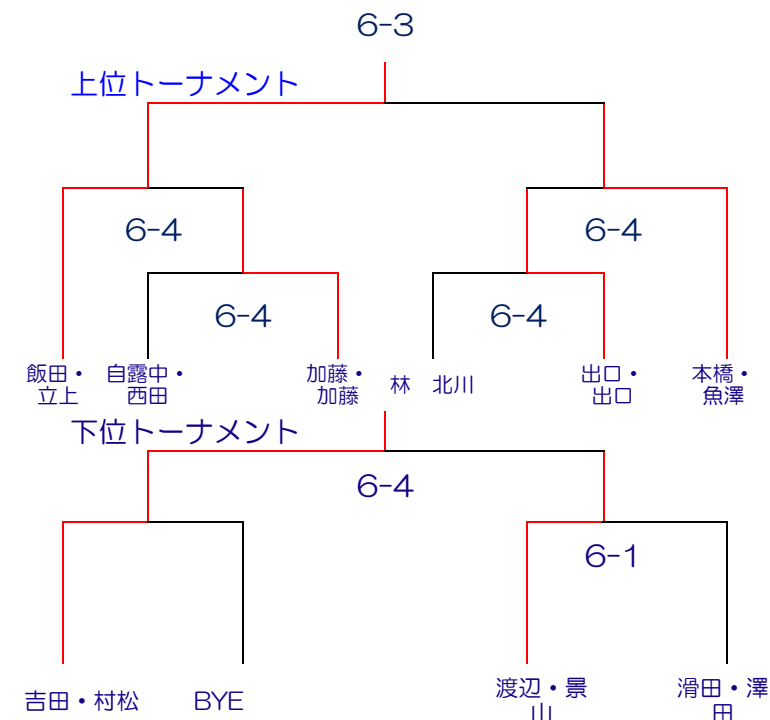 6-3
上位トーナメント
6-4
6-4
6-4
6-4
飯田・
立上
自露中・
西田
加藤・
加藤
林 北川
出口・
出口
本橋・
魚澤
下位トーナメント
6-4
6-1
吉田・村松
BYE
渡辺・景
山
滑田・澤
田